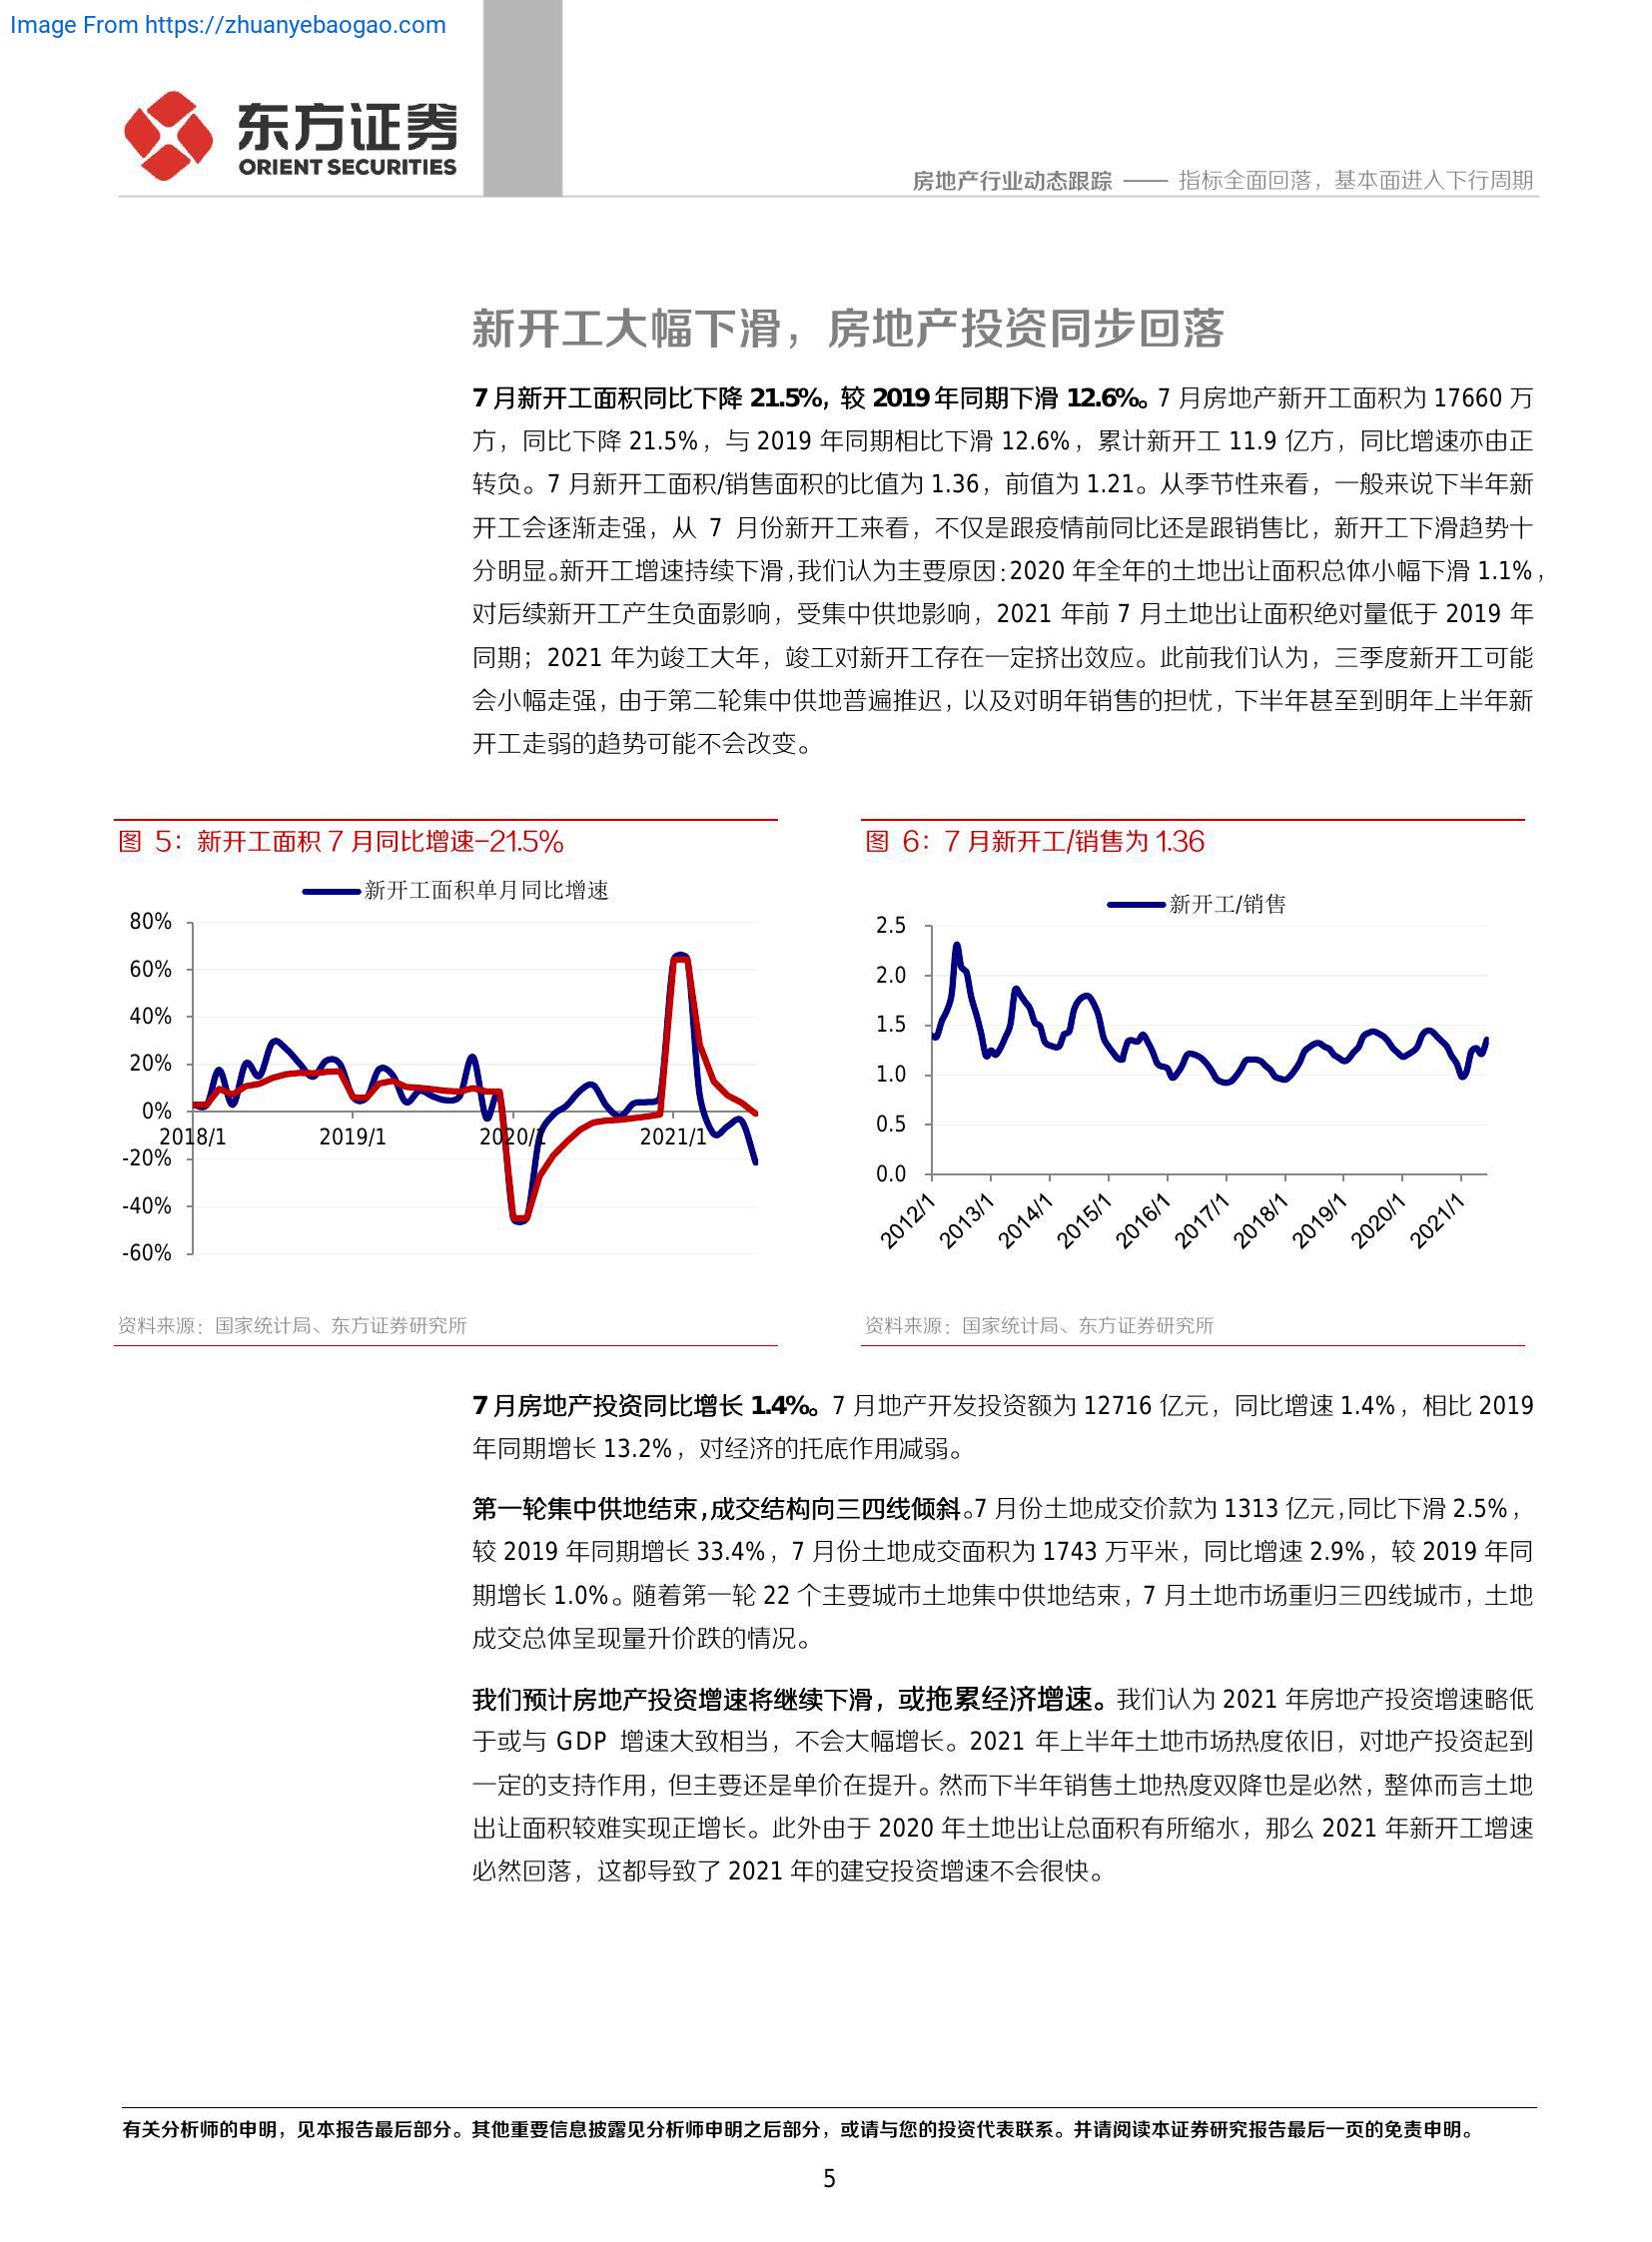 Image From https://zhuanyebaogao.com
东方证券
ORIENT SECURITIES
房地产行业动态跟踪 —— 指标全面回落，基本面进入下行周期
新开工大幅下滑，房地产投资同步回落
7 月新开工面积同比下降 21.5%，较 2019 年同期下滑 12.6%。7 月房地产新开工面积为 17660 万
方，同比下降 21.5%，与 2019 年同期相比下滑 12.6%，累计新开工 11.9 亿方，同比增速亦由正
转负。7 月新开工面积/销售面积的比值为 1.36，前值为 1.21。从季节性来看，一般来说下半年新
开工会逐渐走强，从 7 月份新开工来看，不仅是跟疫情前同比还是跟销售比，新开工下滑趋势十
分明显。新开工增速持续下滑，我们认为主要原因：2020 年全年的土地出让面积总体小幅下滑 1.1%，
对后续新开工产生负面影响，受集中供地影响，2021 年前 7 月土地出让面积绝对量低于 2019 年
同期；2021 年为竣工大年，竣工对新开工存在一定挤出效应。此前我们认为，三季度新开工可能
会小幅走强，由于第二轮集中供地普遍推迟，以及对明年销售的担忧，下半年甚至到明年上半年新
开工走弱的趋势可能不会改变。
图 5：新开工面积 7 月同比增速-21.5%
新开工面积单月同比增速
80%
60%
40%
20%
0%
-20%
-40%
-60%
2018/1
2019/1
2020/1
2021/1
资料来源：国家统计局、东方证券研究所
图 6：7 月新开工/销售为 1.36
新开工/销售
2.5
2.0
1.5
1.0
0.5
0.0
2012/1
2013/1
2014/1
2015/1
2016/1
2017/1
2018/1
2019/1
2020/1
2021/1
资料来源：国家统计局、东方证券研究所
7 月房地产投资同比增长 1.4%。7 月地产开发投资额为 12716 亿元，同比增速 1.4%，相比 2019
年同期增长 13.2%，对经济的托底作用减弱。
第一轮集中供地结束，成交结构向三四线倾斜。7 月份土地成交价款为 1313 亿元，同比下滑 2.5%，
较 2019 年同期增长 33.4%，7 月份土地成交面积为 1743 万平米，同比增速 2.9%，较 2019 年同
期增长 1.0%。随着第一轮 22 个主要城市土地集中供地结束，7 月土地市场重归三四线城市，土地
成交总体呈现量升价跌的情况。
我们预计房地产投资增速将继续下滑，或拖累经济增速。我们认为 2021 年房地产投资增速略低
于或与 GDP 增速大致相当，不会大幅增长。2021 年上半年土地市场热度依旧，对地产投资起到
一定的支持作用，但主要还是单价在提升。然而下半年销售土地热度双降也是必然，整体而言土地
出让面积较难实现正增长。此外由于 2020 年土地出让总面积有所缩水，那么 2021 年新开工增速
必然回落，这都导致了 2021 年的建安投资增速不会很快。
有关分析师的申明，见本报告最后部分。其他重要信息披露见分析师申明之后部分，或请与您的投资代表联系。并请阅读本证券研究报告最后一页的免责申明。
5